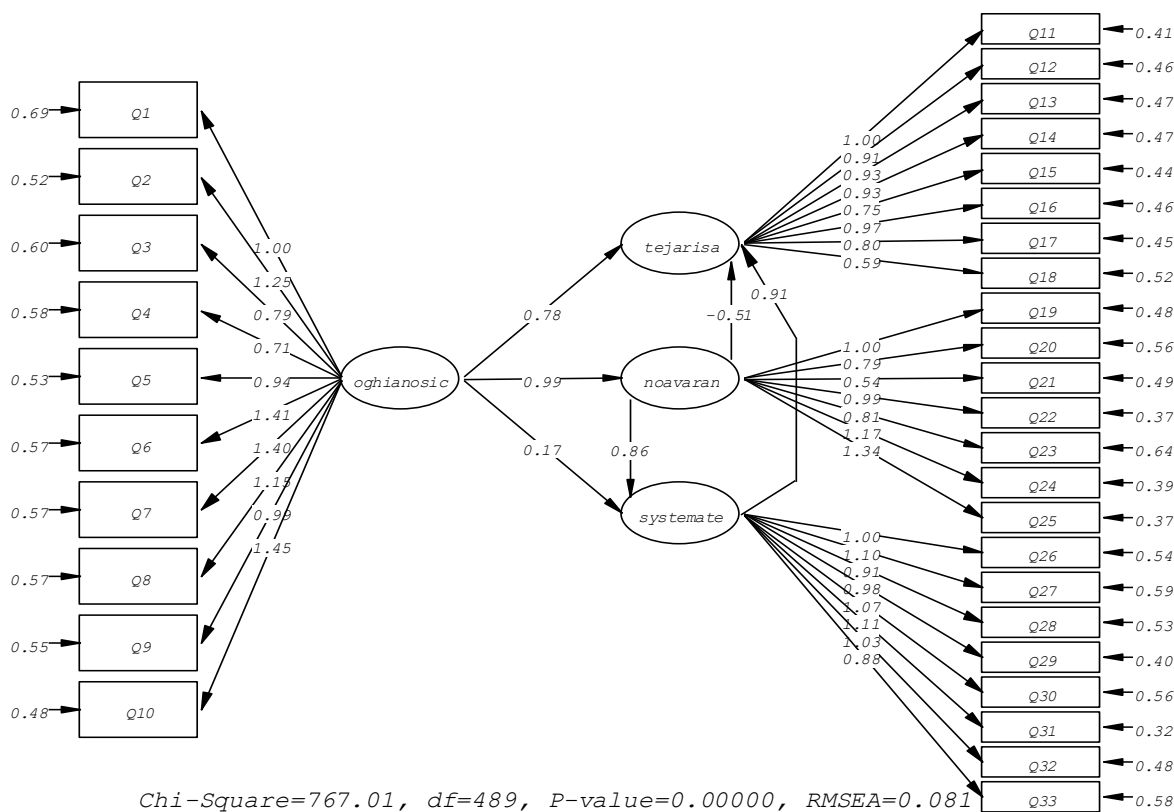 0.69 Q1
0.52 Q2
0.60 Q3
0.58 Q4
0.53 Q5
0.57 Q6
0.57 Q7
0.57 Q8
0.55 Q9
0.48 Q10
1.00
1.25
0.79
0.71
0.94
1.41
1.40
1.15
0.99
1.45
oghianosic
0.78
0.99
0.17
tejarisa
-0.51
0.91
noavaran
0.86
systemate
1.00
0.91
0.93
0.93
0.75
0.97
0.80
0.59
1.00
0.79
0.54
0.99
0.81
1.17
1.34
1.00
1.10
0.91
0.98
1.07
1.11
1.03
0.88
Q11 0.41
Q12 0.46
Q13 0.47
Q14 0.47
Q15 0.44
Q16 0.46
Q17 0.45
Q18 0.52
Q19 0.48
Q20 0.56
Q21 0.49
Q22 0.37
Q23 0.64
Q24 0.39
Q25 0.37
Q26 0.54
Q27 0.59
Q28 0.53
Q29 0.40
Q30 0.56
Q31 0.32
Q32 0.48
Q33 0.58
Chi-Square=767.01, df=489, P-value=0.00000, RMSEA=0.081